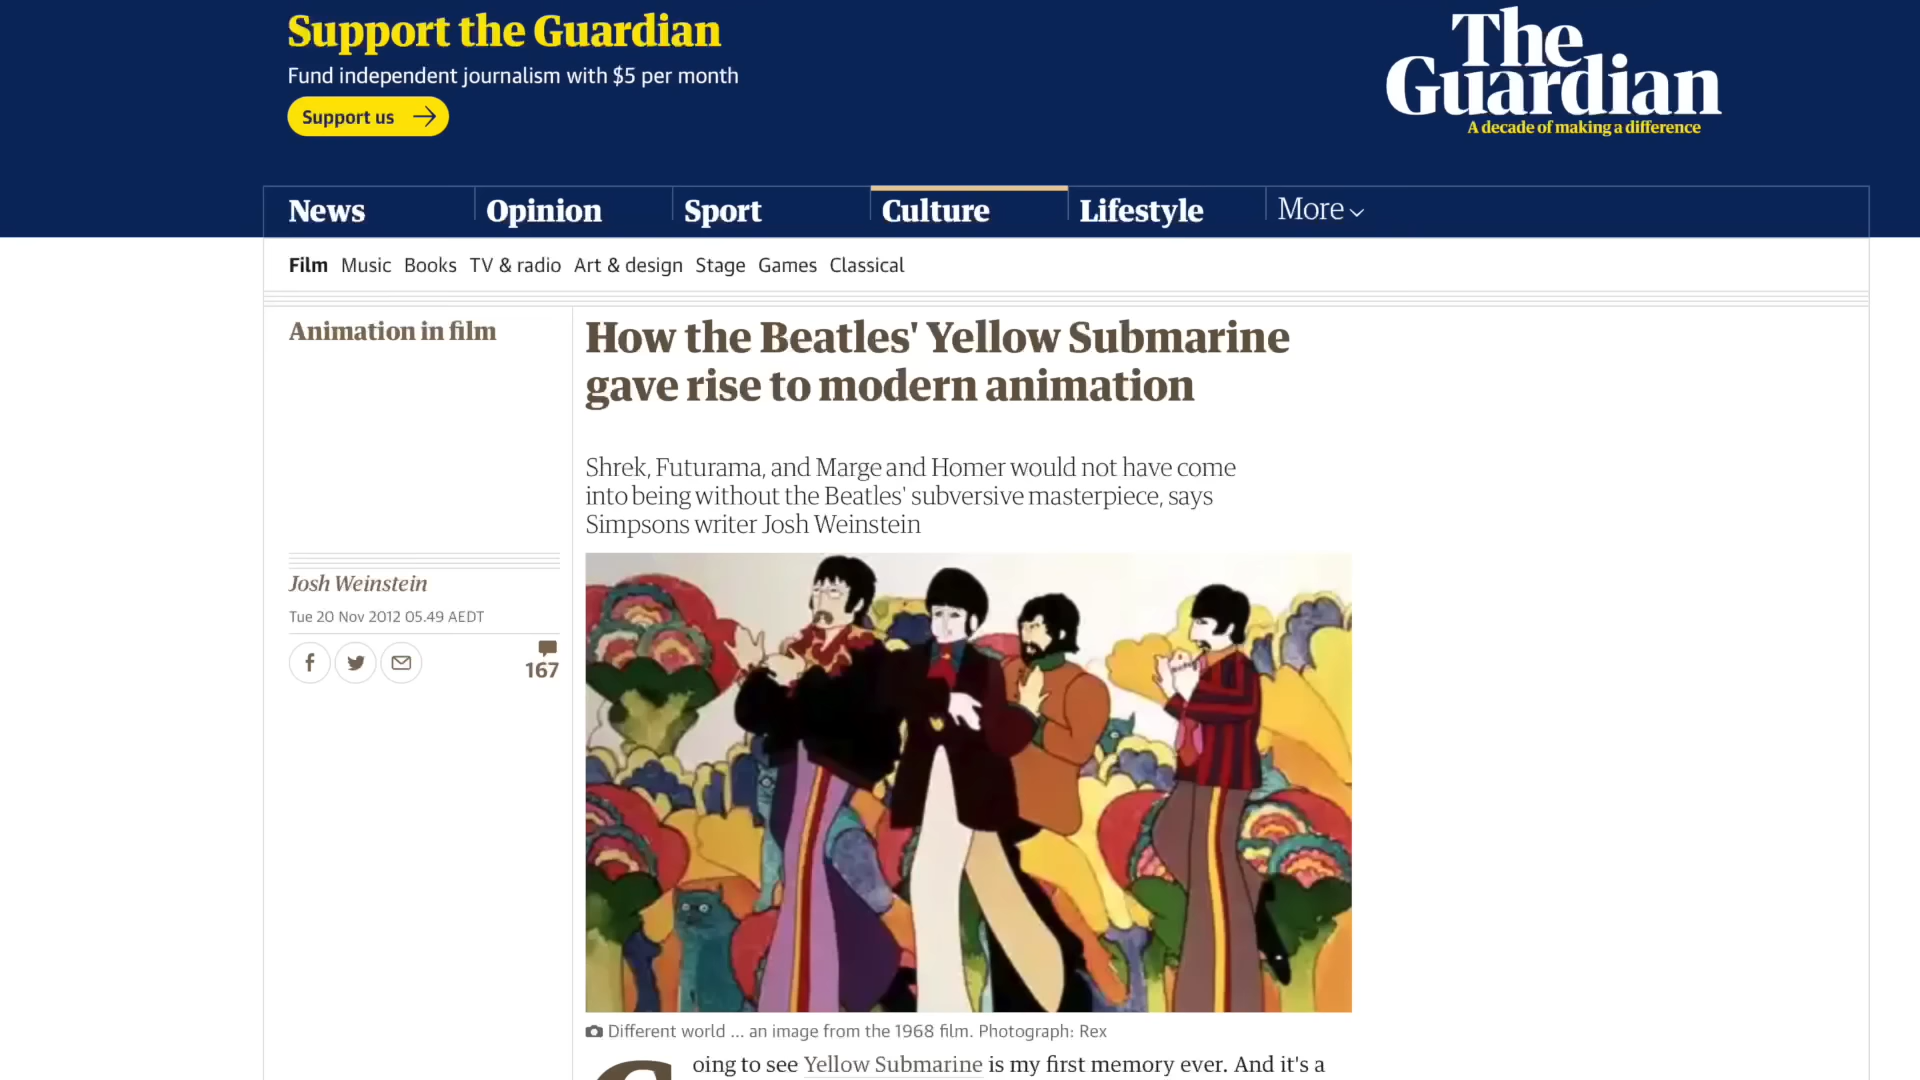 Support the Guardian
Fund independent journalism with $5 per month
Support us
The
Guardian
A decade of making a difference
News
Opinion
Sport
Culture
Lifestyle
More
Film Music Books TV & radio Art & design Stage Games Classical
Animation in film
How the Beatles' Yellow Submarine
gave rise to modern animation
Shrek, Futurama, and Marge and Homer would not have come
into being without the Beatles' subversive masterpiece, says
Simpsons writer Josh Weinstein
Josh Weinstein
Tue 20 Nov 2012 05.49 AEDT
167
Different world ... an image from the 1968 film. Photograph: Rex
Going to see Yellow Submarine is my first memory ever. And it's a